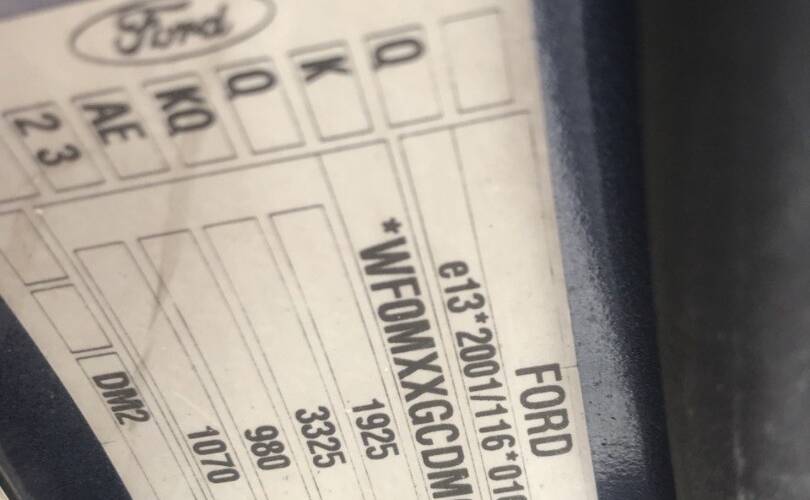 Ford
FORD
e13*2001/116*01
*WF0MXXGCDM
1925
3325
980
1070
DM2
Q
K
Q
KQ
AE
2 3